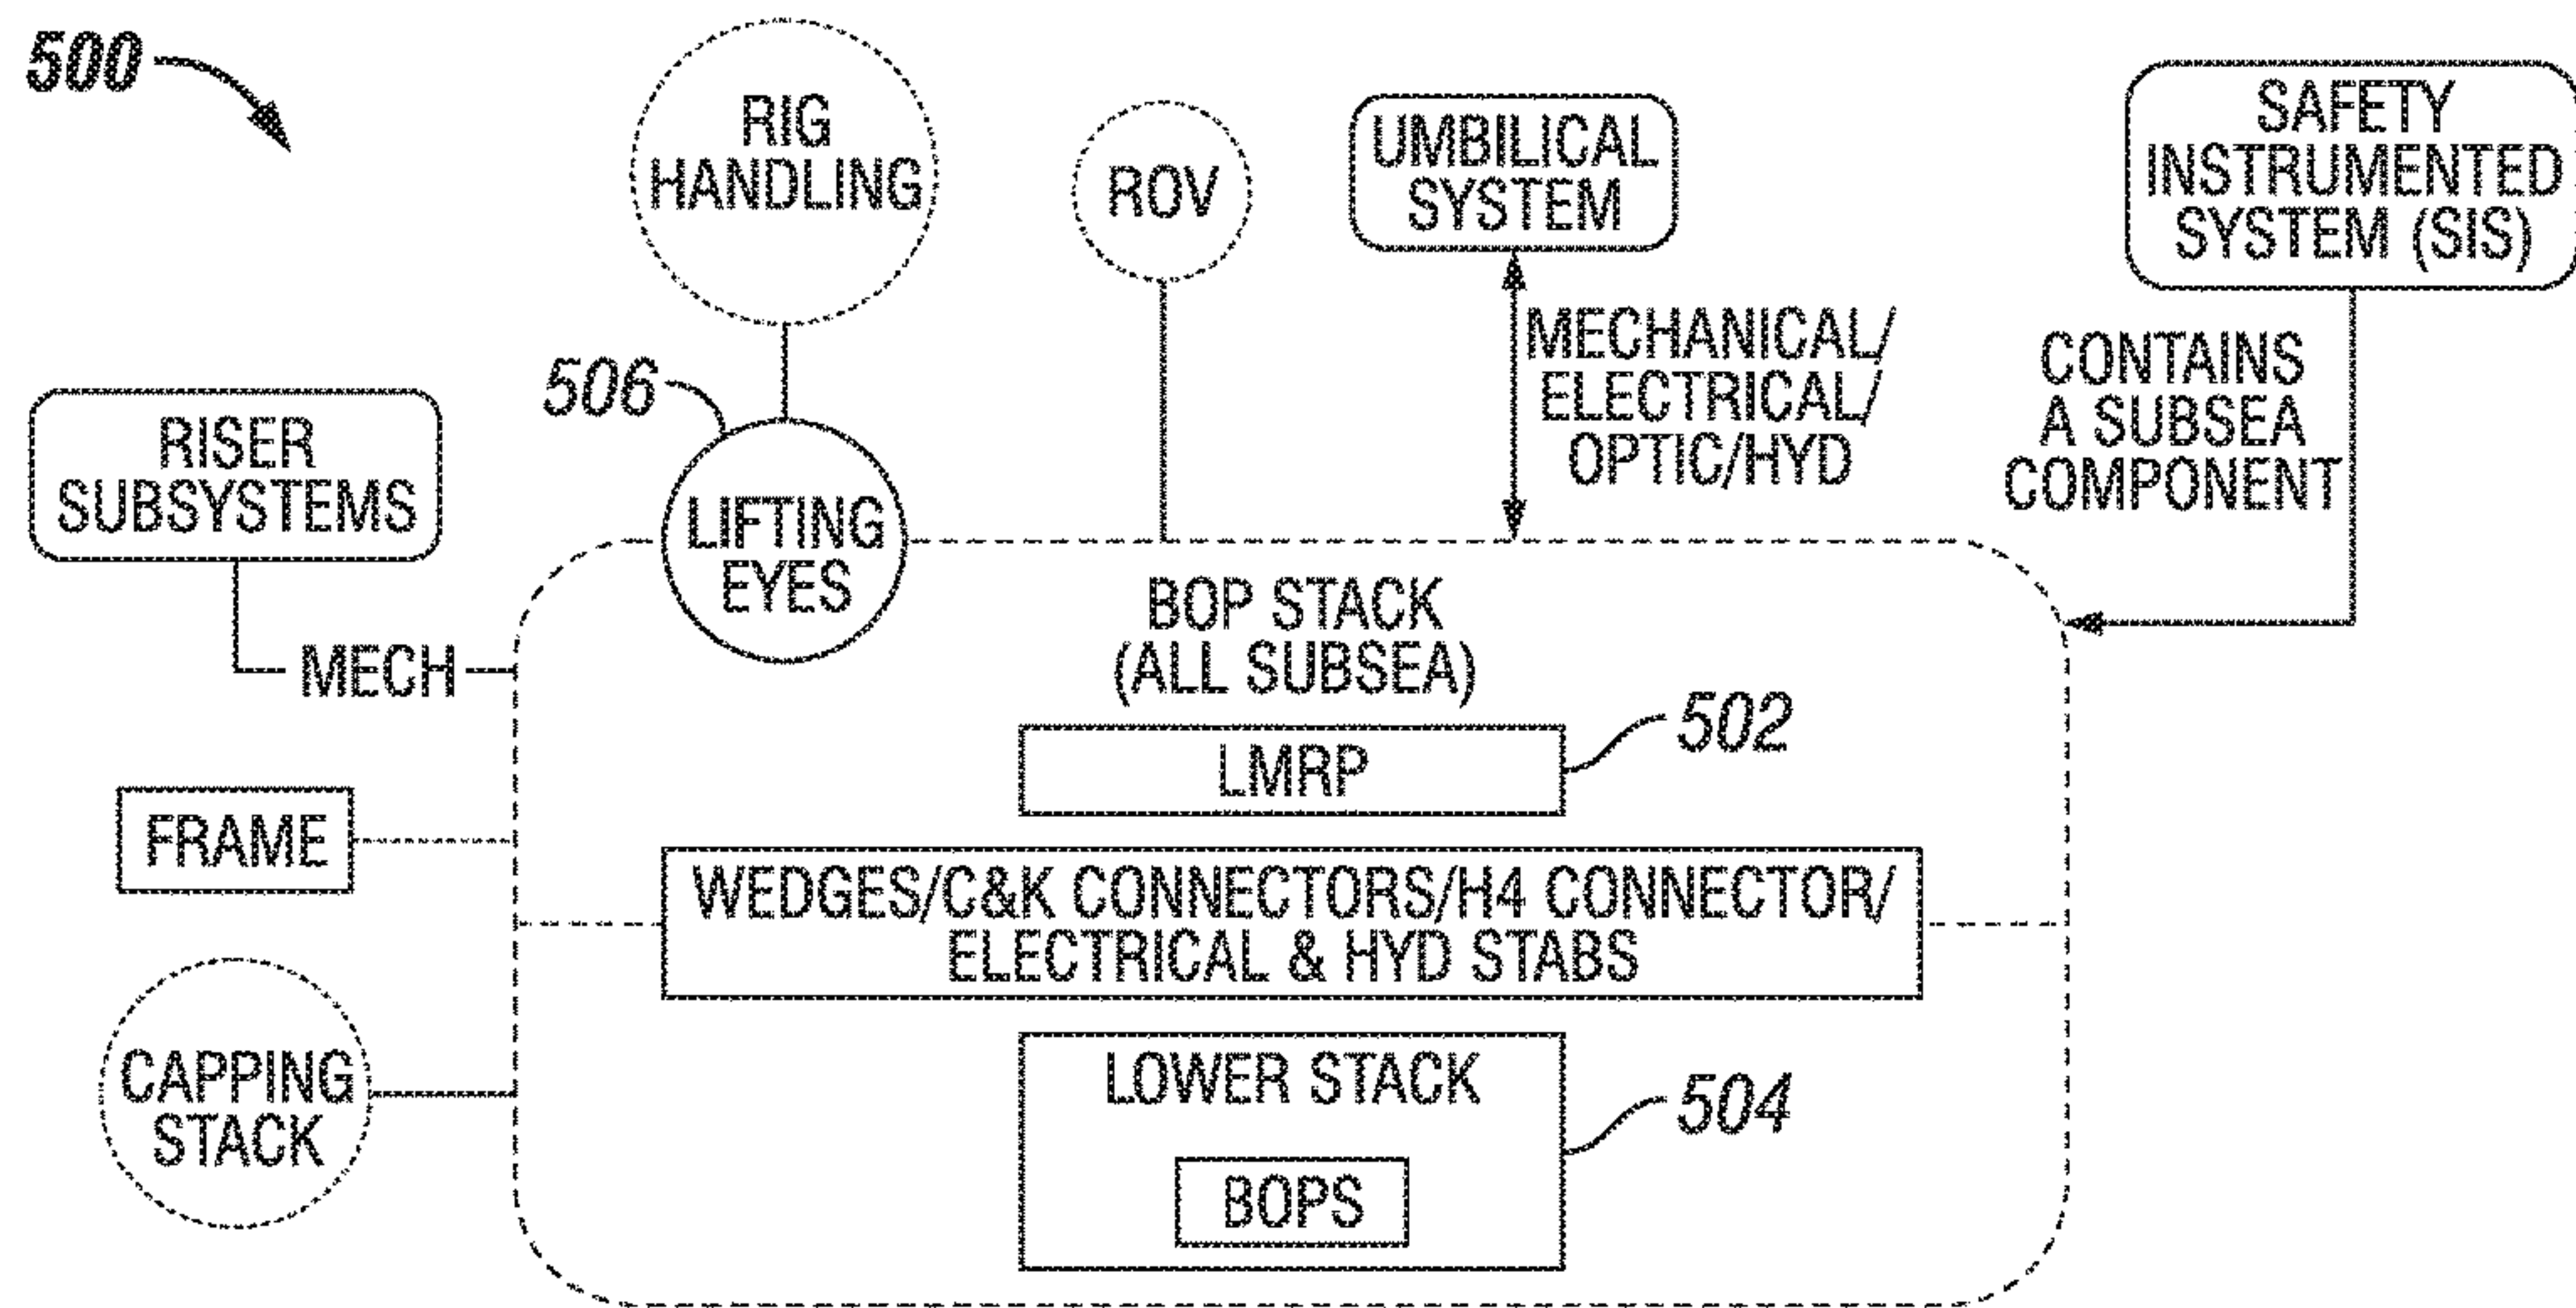 500
RIG
HANDLING
ROV
UMBILICAL
SYSTEM
SAFETY
INSTRUMENTED
SYSTEM (SIS)
MECHANICAL/
ELECTRICAL/
OPTIC/HYD
CONTAINS
A SUBSEA
COMPONENT
506
RISER
SUBSYSTEMS
LIFTING
EYES
MECH
BOP STACK
(ALL SUBSEA)
502
LMRP
FRAME
WEDGES/C&K CONNECTORS/H4 CONNECTOR/
ELECTRICAL & HYD STABS
CAPPING
STACK
LOWER STACK
504
BOPS